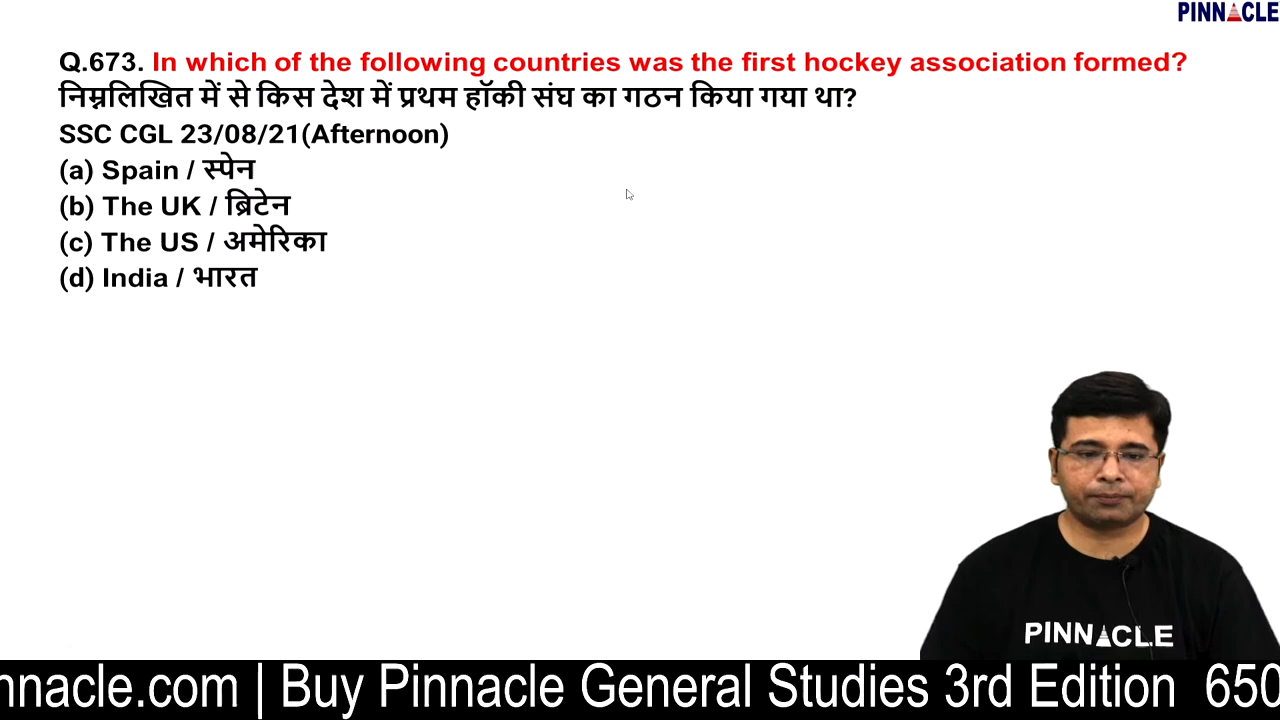 PINNACLE
Q.673. In which of the following countries was the first hockey association formed?
निम्नलिखित में से किस देश में प्रथम हॉकी संघ का गठन किया गया था?
SSC CGL 23/08/21(Afternoon)
(a) Spain / स्पेन
(b) The UK / ब्रिटेन
(c) The US / अमेरिका
(d) India / भारत
PINNACLE
nnacle.com | Buy Pinnacle General Studies 3rd Edition 650